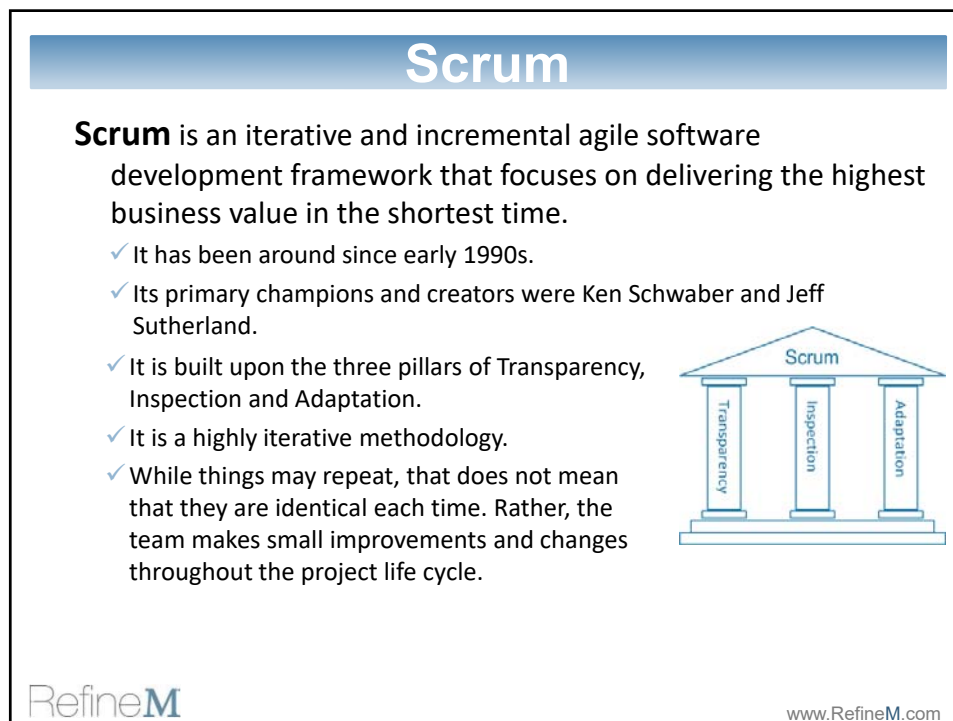 Scrum
Scrum is an iterative and incremental agile software
development framework that focuses on delivering the highest
business value in the shortest time.
✓ It has been around since early 1990s.
✓ Its primary champions and creators were Ken Schwaber and Jeff
Sutherland.
✓ It is built upon the three pillars of Transparency,
Inspection and Adaptation.
✓ It is a highly iterative methodology.
✓ While things may repeat, that does not mean
that they are identical each time. Rather, the
team makes small improvements and changes
throughout the project life cycle.
Scrum
Transparency
Inspection
Adaptation
RefineM
www.RefineM.com